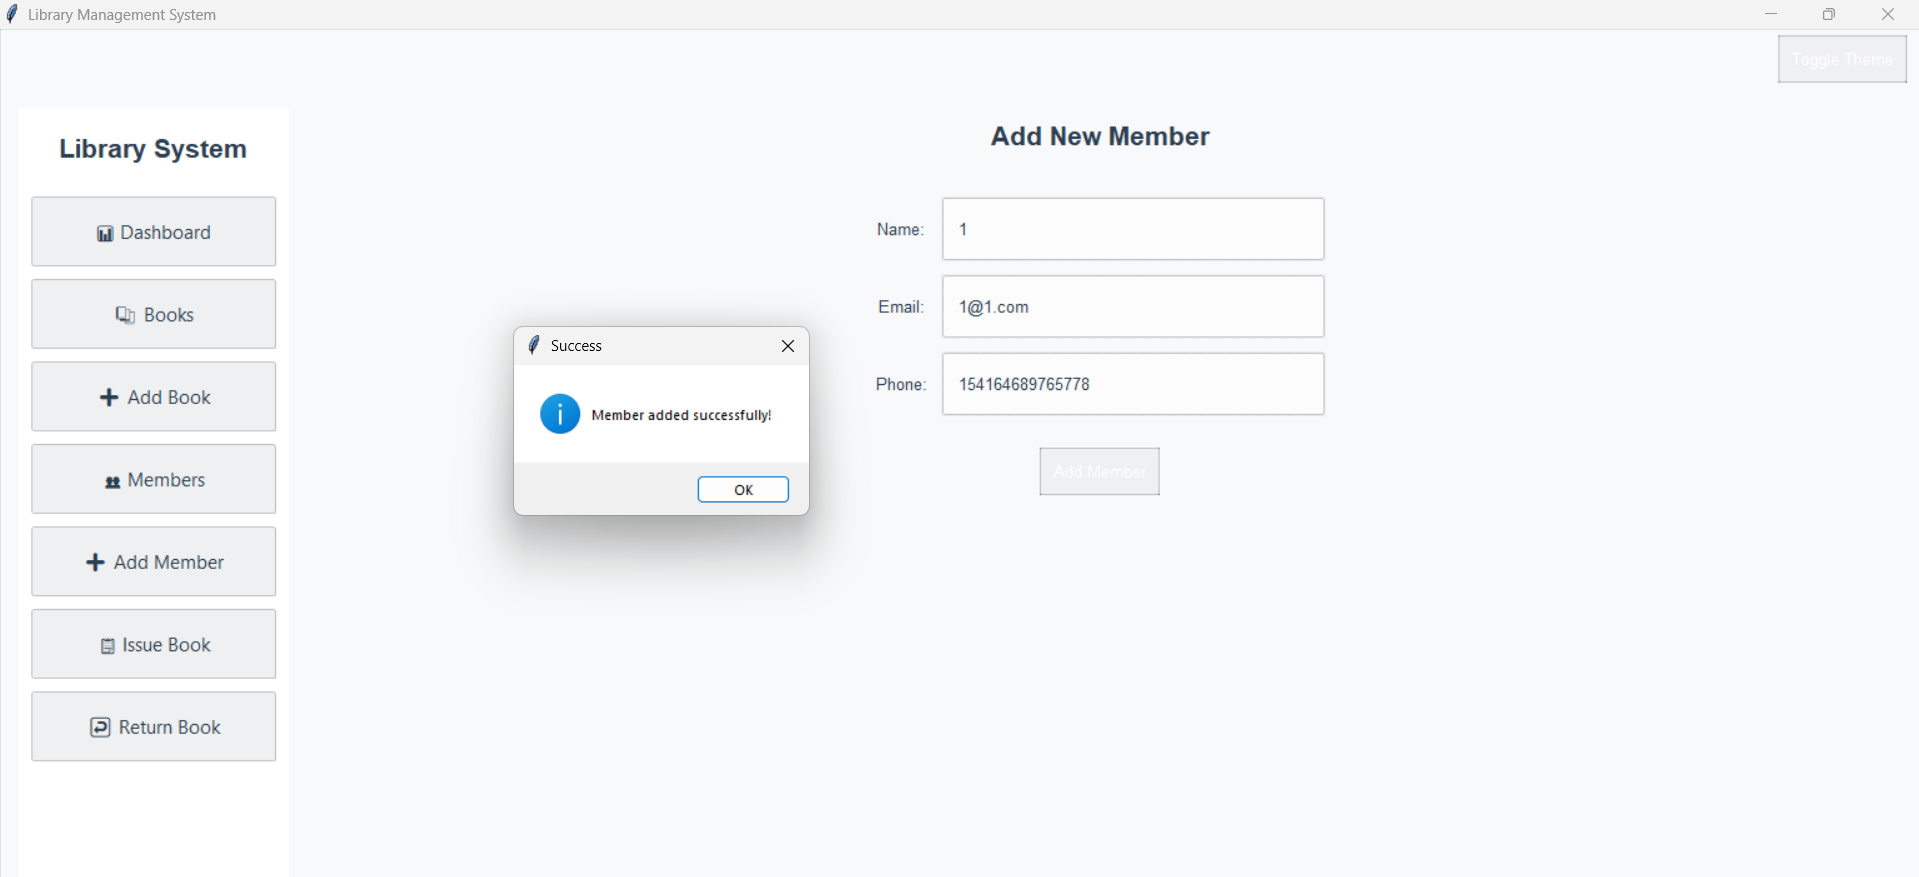 Library Management System
Toggle Theme
Library System
Dashboard
Books
Add Book
Members
Add Member
Issue Book
Return Book
Add New Member
Name: 1
Email: 1@1.com
Phone: 154164689765778
Add Member
Success
Member added successfully!
OK